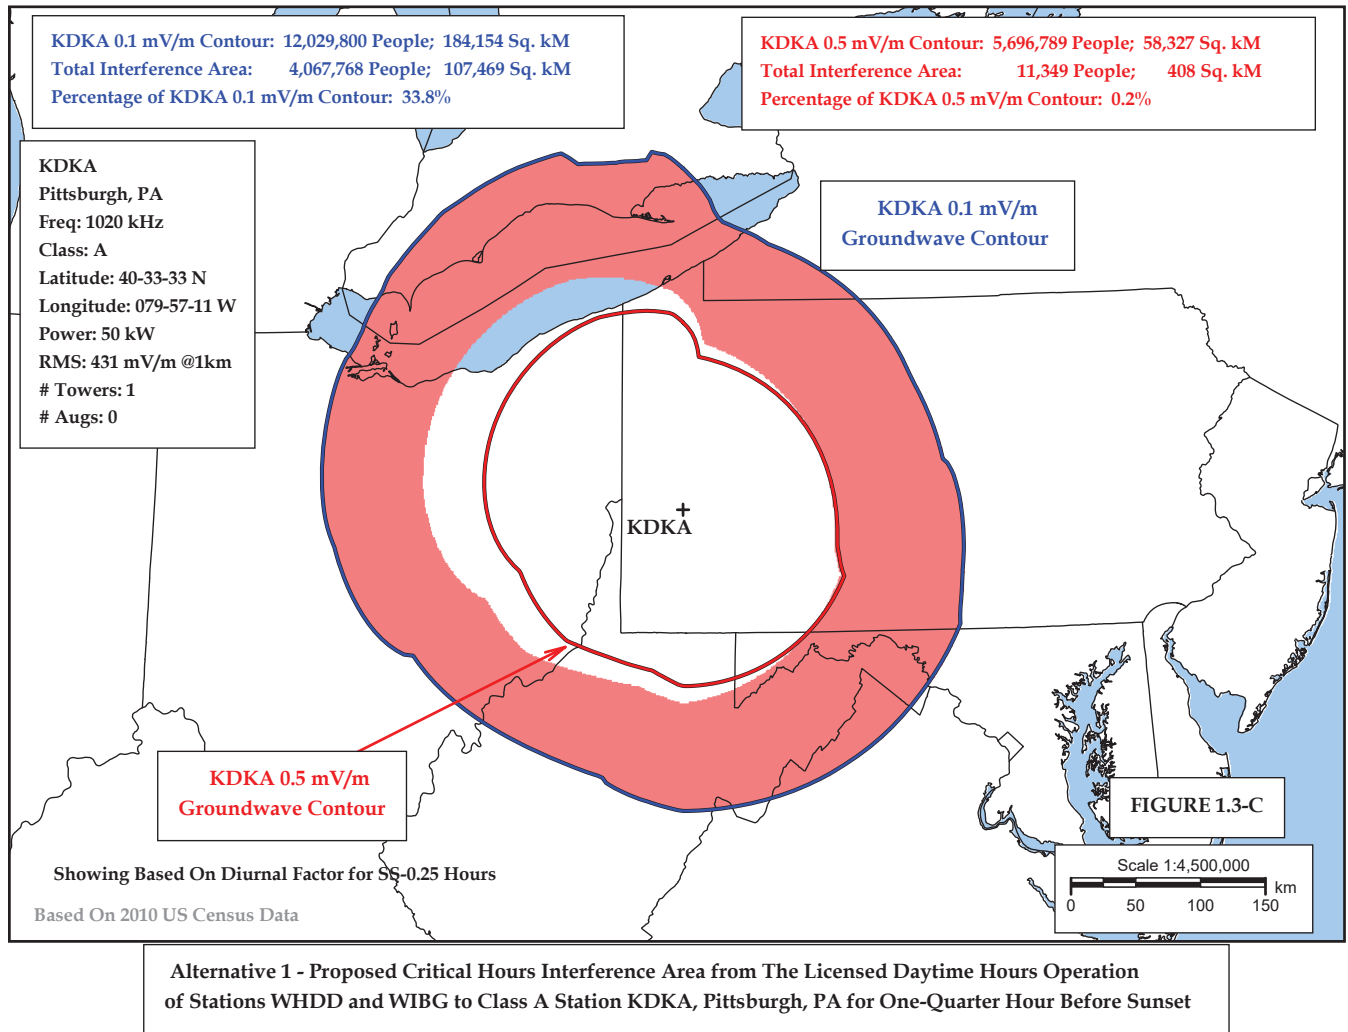 KDKA 0.1 mV/m Contour: 12,029,800 People; 184,154 Sq. kM
Total Interference Area: 4,067,768 People; 107,469 Sq. kM
Percentage of KDKA 0.1 mV/m Contour: 33.8%
KDKA 0.5 mV/m Contour: 5,696,789 People; 58,327 Sq. kM
Total Interference Area: 11,349 People; 408 Sq. kM
Percentage of KDKA 0.5 mV/m Contour: 0.2%
KDKA
Pittsburgh, PA
Freq: 1020 kHz
Class: A
Latitude: 40-33-33 N
Longitude: 079-57-11 W
Power: 50 kW
RMS: 431 mV/m @1km
# Towers: 1
# Augs: 0
KDKA 0.1 mV/m
Groundwave Contour
KDKA
KDKA 0.5 mV/m
Groundwave Contour
FIGURE 1.3-C
Scale 1:4,500,000
km
0 50 100 150
Showing Based On Diurnal Factor for SS-0.25 Hours
Based On 2010 US Census Data
Alternative 1 - Proposed Critical Hours Interference Area from The Licensed Daytime Hours Operation
of Stations WHDD and WIBG to Class A Station KDKA, Pittsburgh, PA for One-Quarter Hour Before Sunset